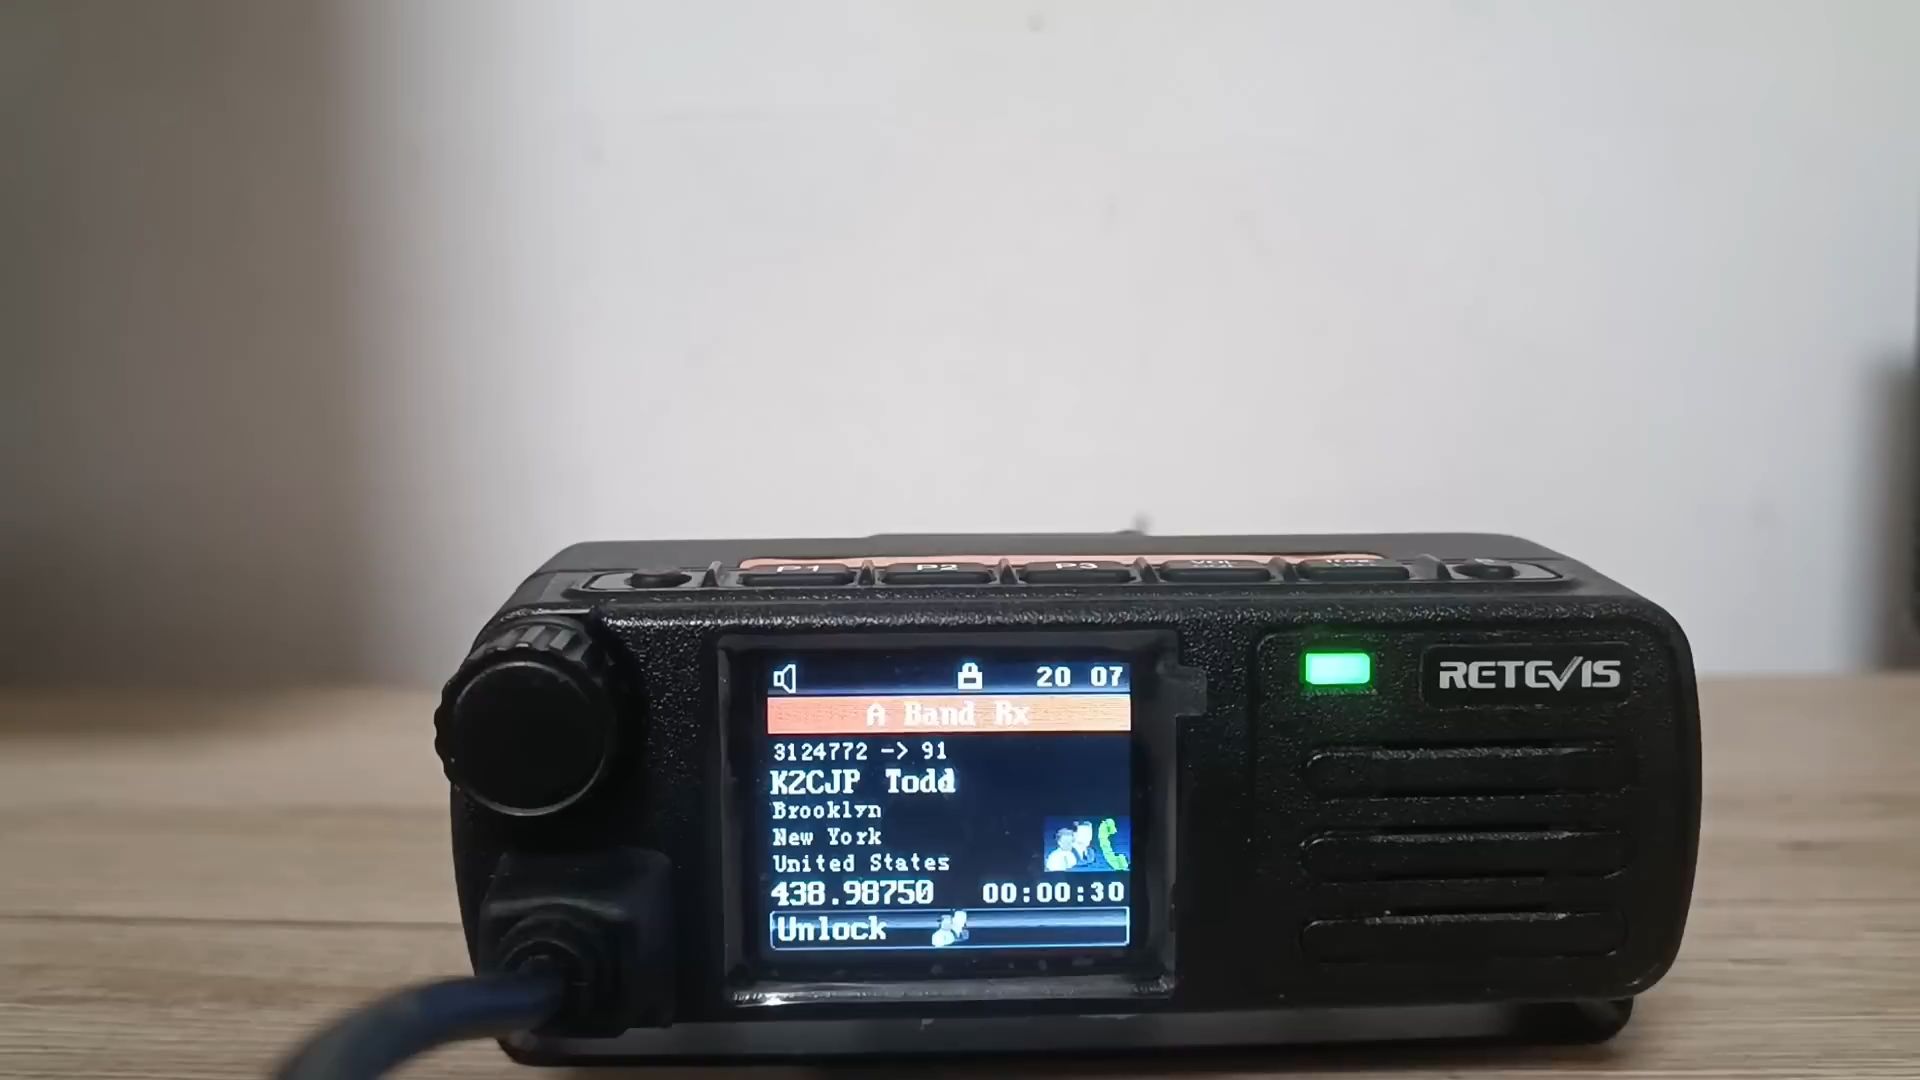 P1 P2 P3
RETEVIS
20 07
A Band Rx
3124772 -> 91
K2CJP Todd
Brooklyn
New York
United States
438.98750 00:00:30
Unlock